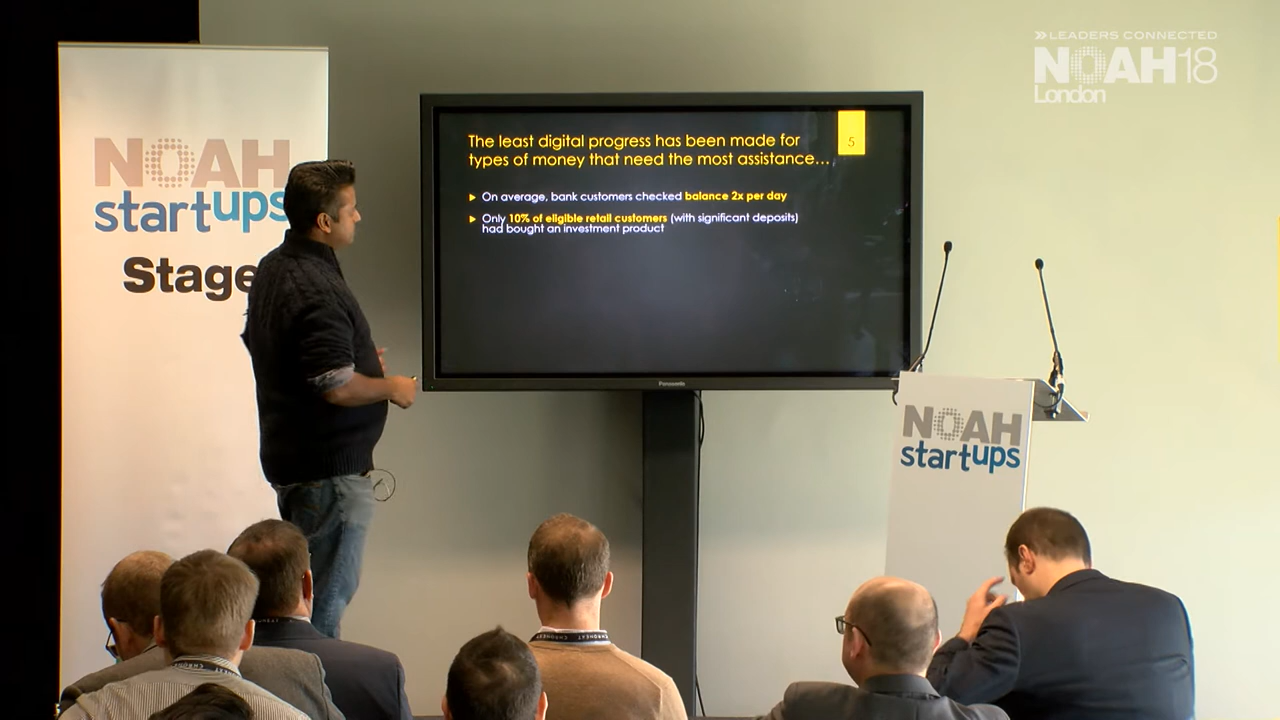 LEADERS CONNECTED
NOAH18
London
NOAH
startups
Stage
The least digital progress has been made for
types of money that need the most assistance…
5
On average, bank customers checked balance 2x per day
Only 10% of eligible retail customers (with significant deposits)
had bought an investment product
Panasonic
NOAH
startups